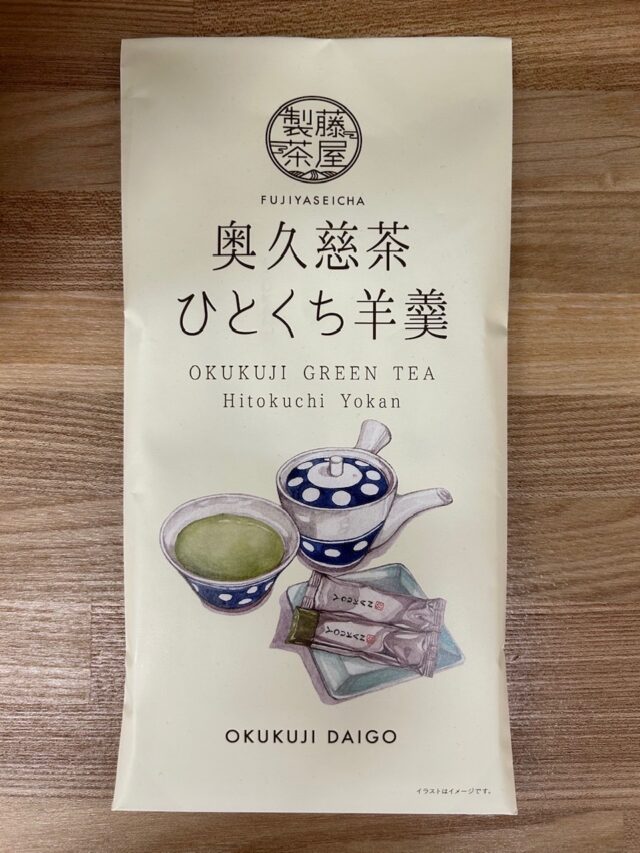 製藤
茶屋
FUJIYASEICHA
奥久慈茶
ひとくち羊羹
OKUKUJI GREEN TEA
Hitokuchi Yokan
OKUKUJI DAIGO
イラストはイメージです。